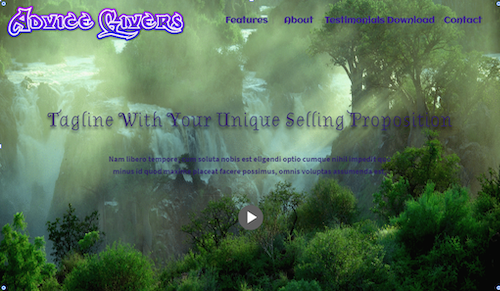 Advice
Features About Testimonials Download Contact
Tagline With Your Unique Selling Proposition
Nam libero tempore, cum soluta nobis est eligendi optio cumque nihil impedit quo
minus id quod maxime placeat facere possimus, omnis voluptas assumenda est.